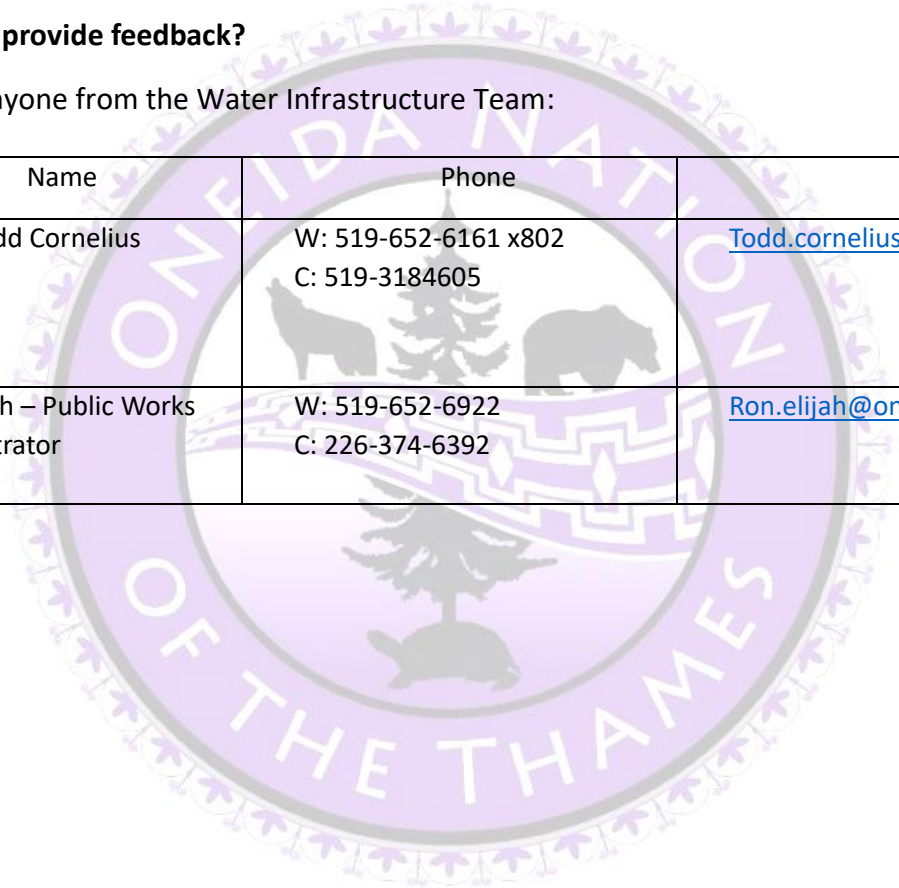 provide feedback?
nyone from the Water Infrastructure Team:
Name Phone
dd Cornelius W: 519-652-6161 x802 Todd.cornelius
C: 519-3184605
h – Public Works W: 519-652-6922 Ron.elijah@on
trator C: 226-374-6392
ONEIDA NATION
OF THE THAMES